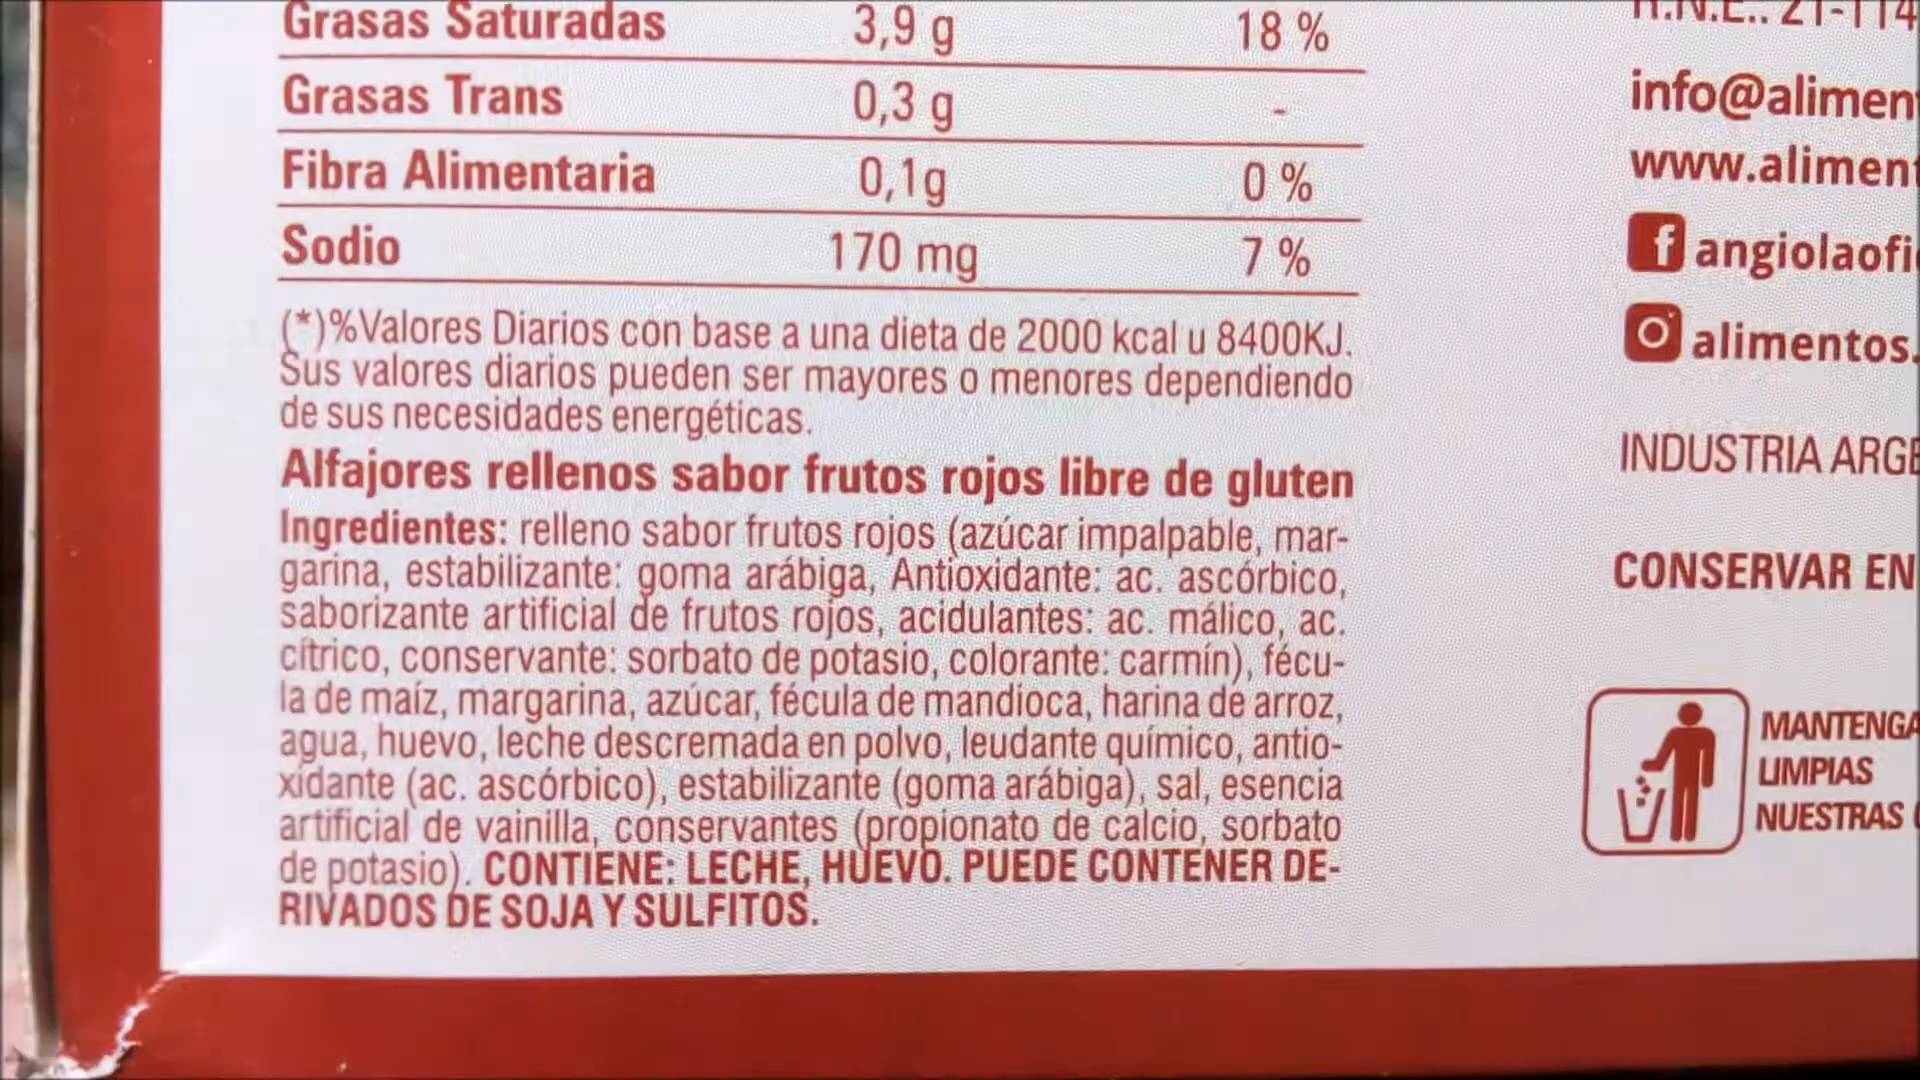 Grasas Saturadas 3,9 g 18 %
Grasas Trans 0,3 g -
Fibra Alimentaria 0,1g 0 %
Sodio 170 mg 7 %
(*)%Valores Diarios con base a una dieta de 2000 kcal u 8400KJ.
Sus valores diarios pueden ser mayores o menores dependiendo
de sus necesidades energéticas.
Alfajores rellenos sabor frutos rojos libre de gluten
Ingredientes: relleno sabor frutos rojos (azúcar impalpable, mar-
garina, estabilizante: goma arábiga, Antioxidante: ac. ascórbico,
saborizante artificial de frutos rojos, acidulantes: ac. málico, ac.
cítrico, conservante: sorbato de potasio, colorante: carmín), fécu-
la de maíz, margarina, azúcar, fécula de mandioca, harina de arroz,
agua, huevo, leche descremada en polvo, leudante químico, antio-
xidante (ac. ascórbico), estabilizante (goma arábiga), sal, esencia
artificial de vainilla, conservantes (propionato de calcio, sorbato
de potasio). CONTIENE: LECHE, HUEVO. PUEDE CONTENER DE-
RIVADOS DE SOJA Y SULFITOS.
R.N.E.: 21-114
info@alimen
www.alimen
angiolaofi
alimentos.
INDUSTRIA ARGE
CONSERVAR EN
MANTENGA
LIMPIAS
NUESTRAS